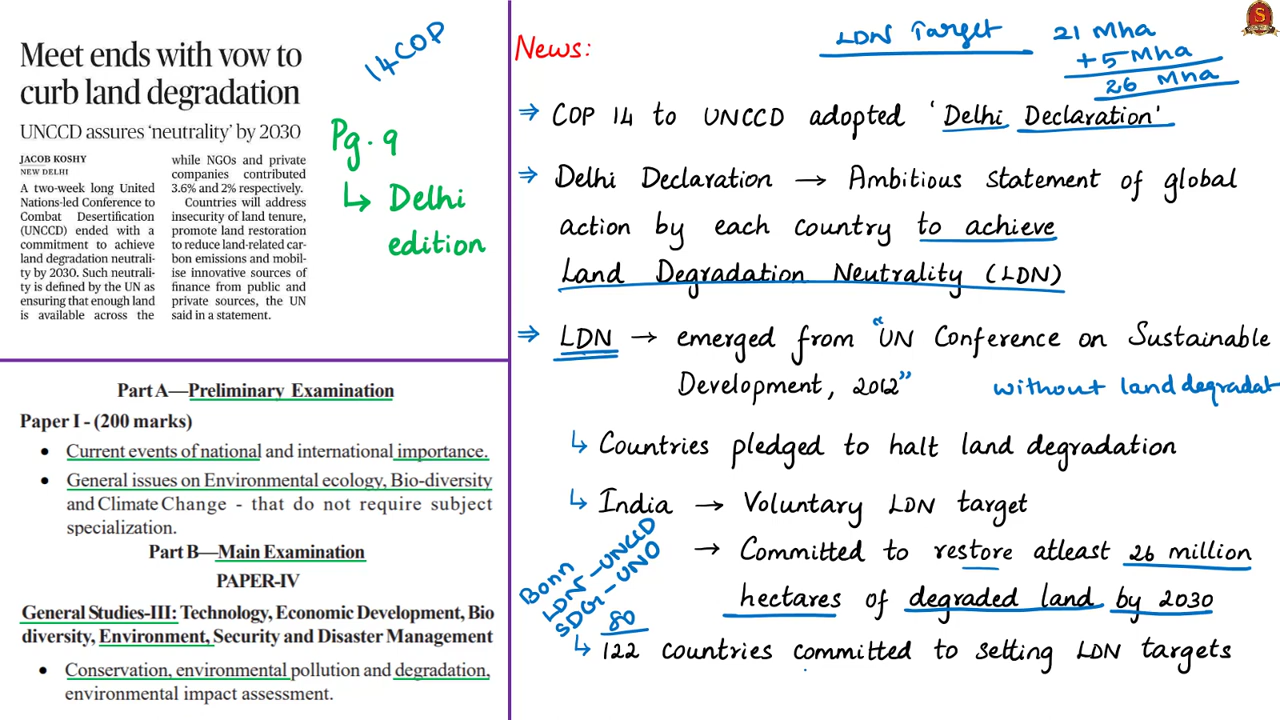 Meet ends with vow to
curb land degradation
UNCCD assures 'neutrality' by 2030
JACOB KOSHY
NEW DELHI
A two-week long United
Nations-led Conference to
Combat Desertification
(UNCCD) ended with a
commitment to achieve
land degradation neutrali-
ty by 2030. Such neutrali-
ty is defined by the UN as
ensuring that enough land
is available across the
while NGOs and private
companies contributed
3.6% and 2% respectively.
Countries will address
insecurity of land tenure,
promote land restoration
to reduce land-related car-
bon emissions and mobil-
ise innovative sources of
finance from public and
private sources, the UN
said in a statement.
14 COP
Pg. 9
↳ Delhi
edition
Part A—Preliminary Examination
Paper I - (200 marks)
• Current events of national and international importance.
• General issues on Environmental ecology, Bio-diversity
and Climate Change - that do not require subject
specialization.
Part B—Main Examination
PAPER-IV
General Studies-III: Technology, Economic Development, Bio
diversity, Environment, Security and Disaster Management
• Conservation, environmental pollution and degradation,
environmental impact assessment.
News:
LDN Target
21 Mha
+5 Mha
26 Mha
⇒ COP 14 to UNCCD adopted 'Delhi Declaration'
⇒ Delhi Declaration → Ambitious statement of global
action by each country to achieve
Land Degradation Neutrality (LDN)
⇒ LDN → emerged from "UN Conference on Sustainable
Development, 2012"
without land degradat
↳ Countries pledged to halt land degradation
↳ India → Voluntary LDN target
→ Committed to restore atleast 26 million
hectares of degraded land by 2030
Bonn
LDN - UNCCD
SDGs - UNO
80
↳ 122 countries committed to setting LDN targets
S